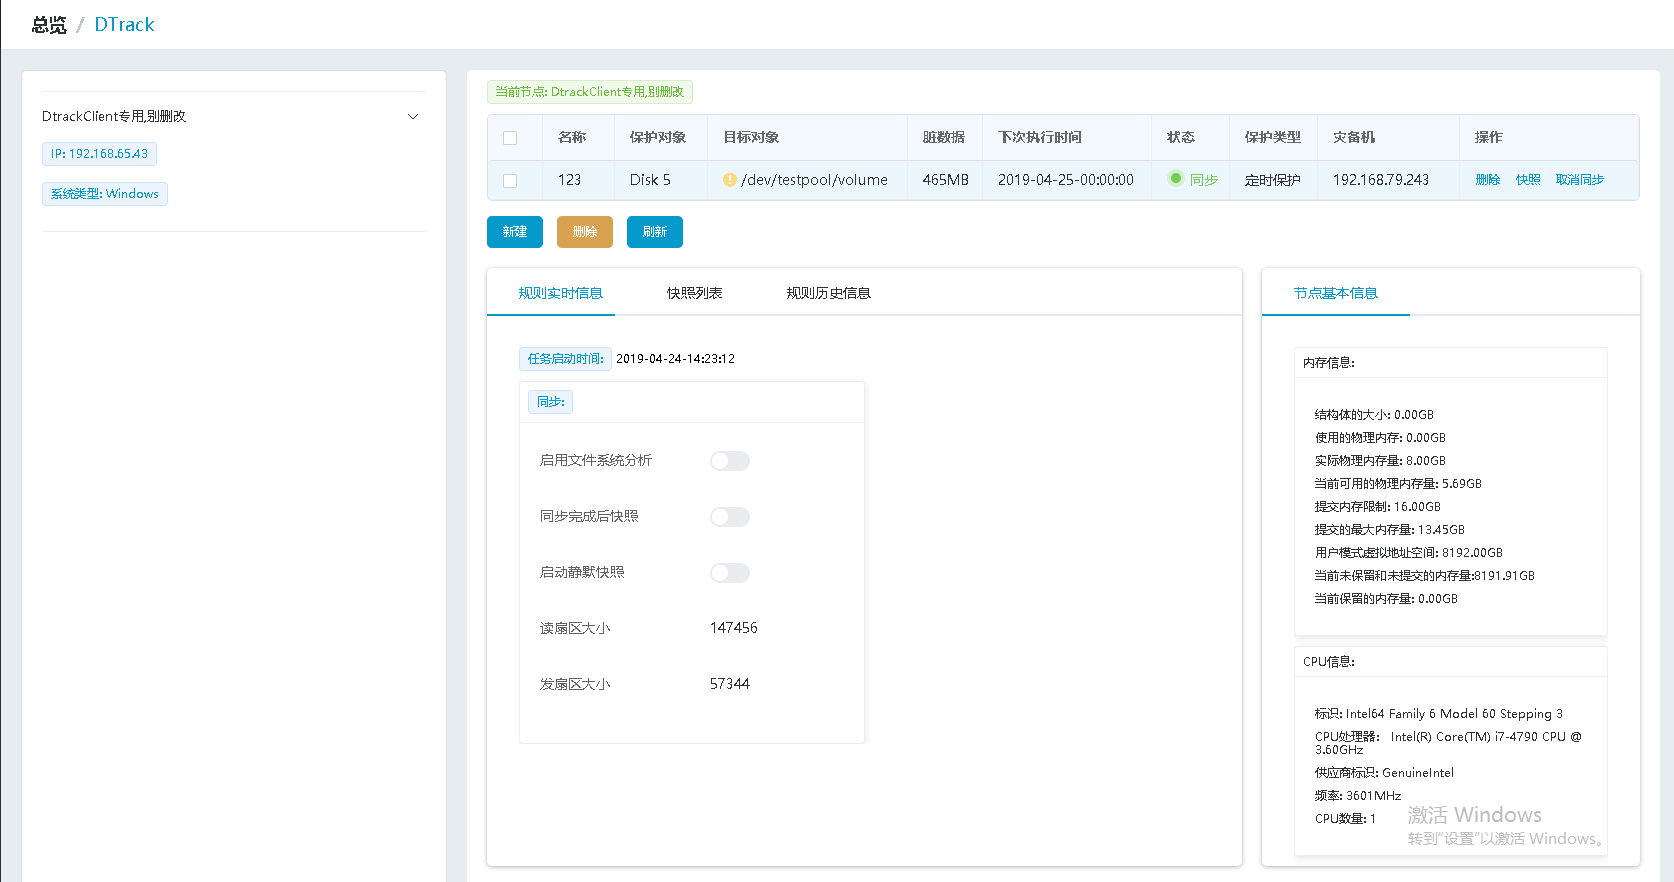 总览 / DTrack
DtrackClient专用,别删改
IP: 192.168.65.43
系统类型: Windows
当前节点: DtrackClient专用,别删改
名称 保护对象 目标对象 脏数据 下次执行时间 状态 保护类型 灾备机 操作
123 Disk 5 /dev/testpool/volume 465MB 2019-04-25-00:00:00 同步 定时保护 192.168.79.243 删除 快照 取消同步
新建 删除 刷新
规则实时信息 快照列表 规则历史信息
任务启动时间: 2019-04-24-14:23:12
同步:
启用文件系统分析
同步完成后快照
启动静默快照
读扇区大小 147456
发扇区大小 57344
节点基本信息
内存信息:
结构体的大小: 0.00GB
使用的物理内存: 0.00GB
实际物理内存量: 8.00GB
当前可用的物理内存量: 5.69GB
提交内存限制: 16.00GB
提交的最大内存量: 13.45GB
用户模式虚拟地址空间: 8192.00GB
当前未保留和未提交的内存量:8191.91GB
当前保留的内存量: 0.00GB
CPU信息:
标识: Intel64 Family 6 Model 60 Stepping 3
CPU处理器: Intel(R) Core(TM) i7-4790 CPU @
3.60GHz
供应商标识: GenuineIntel
频率: 3601MHz
CPU数量: 1
激活 Windows
转到“设置”以激活 Windows。